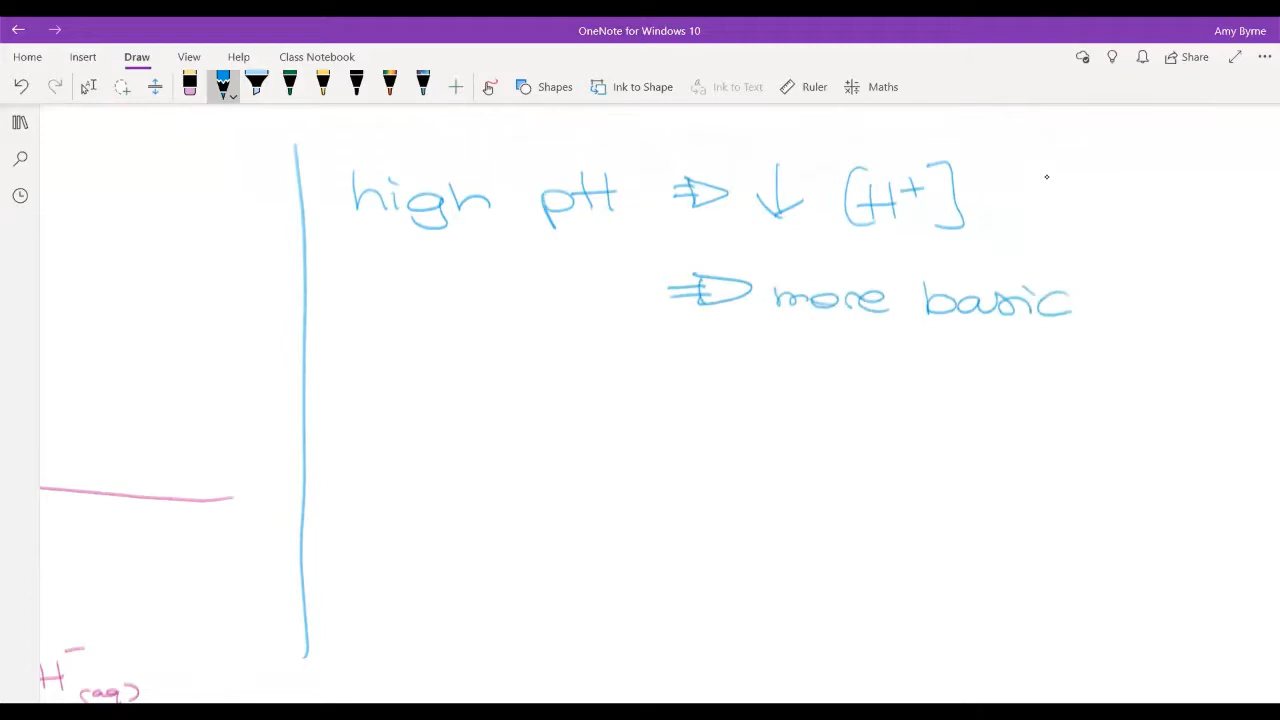 OneNote for Windows 10
Amy Byrne
Home Insert Draw View Help Class Notebook Share
Shapes Ink to Shape Ink to Text Ruler Maths
high pH ⇒ ↓ [H+]
⇒ more basic
H⁻(aq)